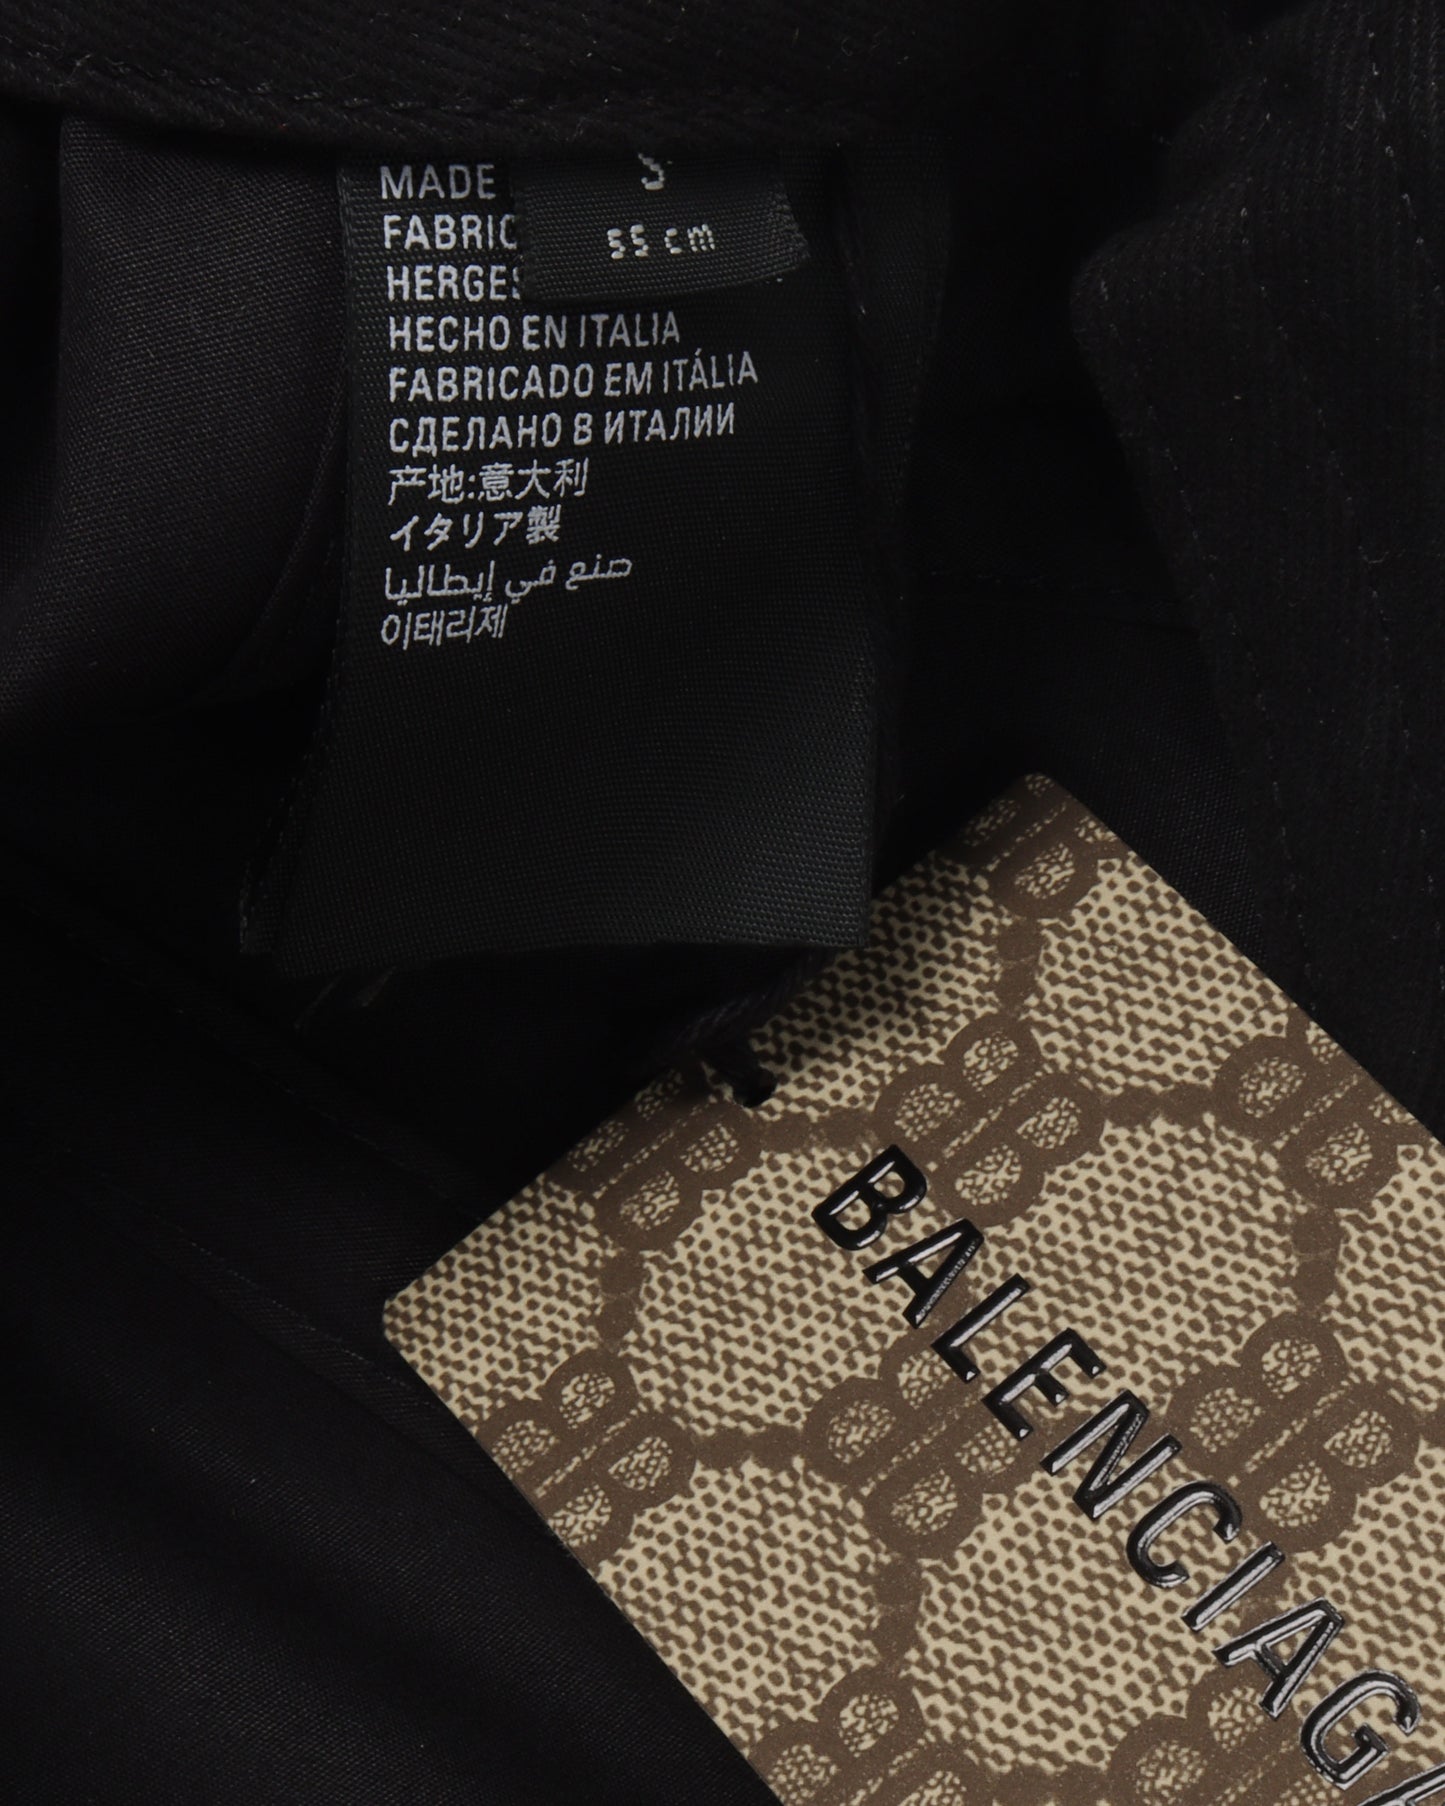 MADE
S
FABRIC
55 cm
HERGES
HECHO EN ITALIA
FABRICADO EM ITÁLIA
СДЕЛАНО В ИТАЛИИ
产地:意大利
イタリア製
صنع في إيطاليا
이태리제
BALENCIAGA